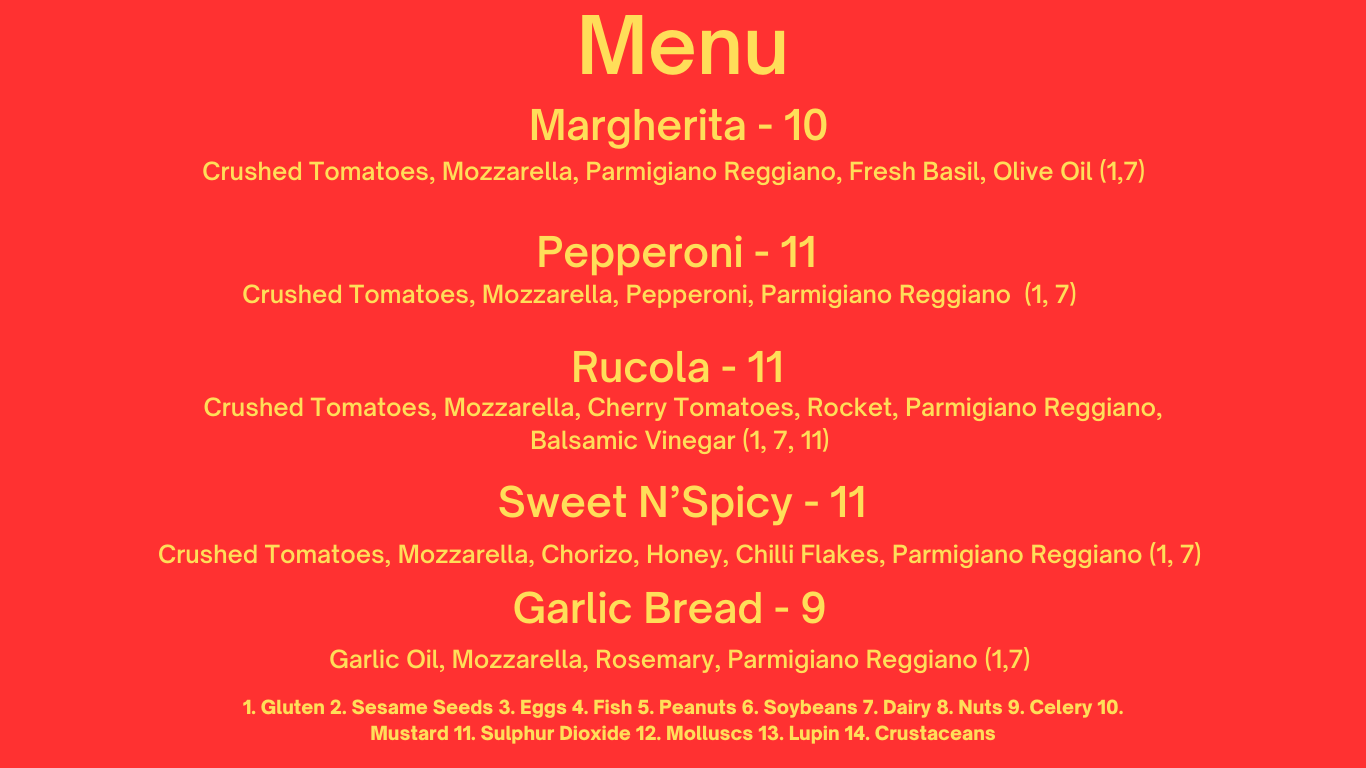 Menu
Margherita - 10
Crushed Tomatoes, Mozzarella, Parmigiano Reggiano, Fresh Basil, Olive Oil (1,7)
Pepperoni - 11
Crushed Tomatoes, Mozzarella, Pepperoni, Parmigiano Reggiano  (1, 7)
Rucola - 11
Crushed Tomatoes, Mozzarella, Cherry Tomatoes, Rocket, Parmigiano Reggiano,
Balsamic Vinegar (1, 7, 11)
Sweet N’Spicy - 11
Crushed Tomatoes, Mozzarella, Chorizo, Honey, Chilli Flakes, Parmigiano Reggiano (1, 7)
Garlic Bread - 9
Garlic Oil, Mozzarella, Rosemary, Parmigiano Reggiano (1,7)
1. Gluten 2. Sesame Seeds 3. Eggs 4. Fish 5. Peanuts 6. Soybeans 7. Dairy 8. Nuts 9. Celery 10.
Mustard 11. Sulphur Dioxide 12. Molluscs 13. Lupin 14. Crustaceans